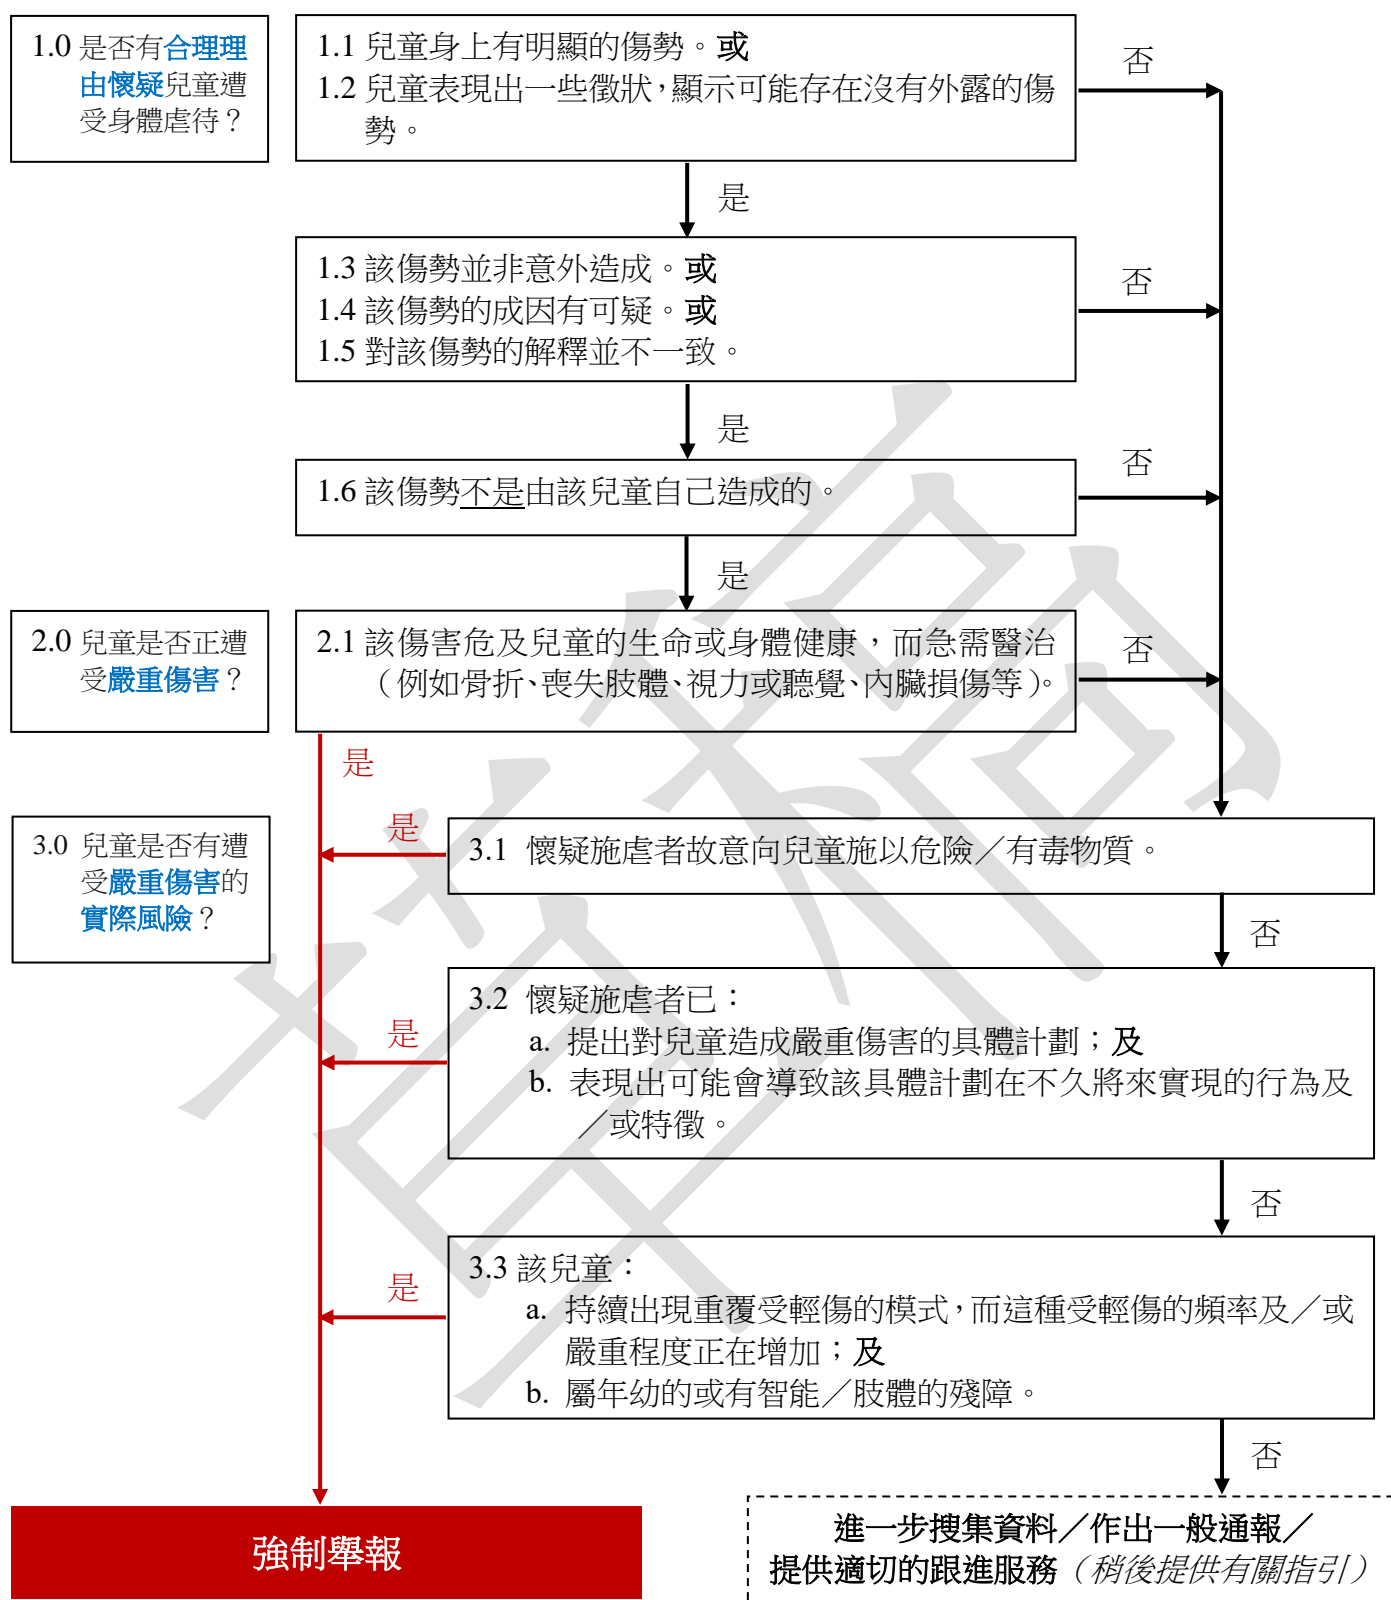 1.0 是否有合理理
由懷疑兒童遭
受身體虐待？
1.1 兒童身上有明顯的傷勢。或
1.2 兒童表現出一些徵狀，顯示可能存在沒有外露的傷
勢。
否
是
1.3 該傷勢並非意外造成。或
1.4 該傷勢的成因有可疑。或
1.5 對該傷勢的解釋並不一致。
否
是
1.6 該傷勢不是由該兒童自己造成的。
否
是
2.0 兒童是否正遭
受嚴重傷害？
2.1 該傷害危及兒童的生命或身體健康，而急需醫治
（例如骨折、喪失肢體、視力或聽覺、內臟損傷等）。
否
是
3.0 兒童是否有遭
受嚴重傷害的
實際風險？
是
3.1 懷疑施虐者故意向兒童施以危險／有毒物質。
否
是
3.2 懷疑施虐者已：
a. 提出對兒童造成嚴重傷害的具體計劃；及
b. 表現出可能會導致該具體計劃在不久將來實現的行為及
／或特徵。
否
是
3.3 該兒童：
a. 持續出現重覆受輕傷的模式，而這種受輕傷的頻率及／或
嚴重程度正在增加；及
b. 屬年幼的或有智能／肢體的殘障。
否
強制舉報
進一步搜集資料／作出一般通報／
提供適切的跟進服務（稍後提供有關指引）
草稿